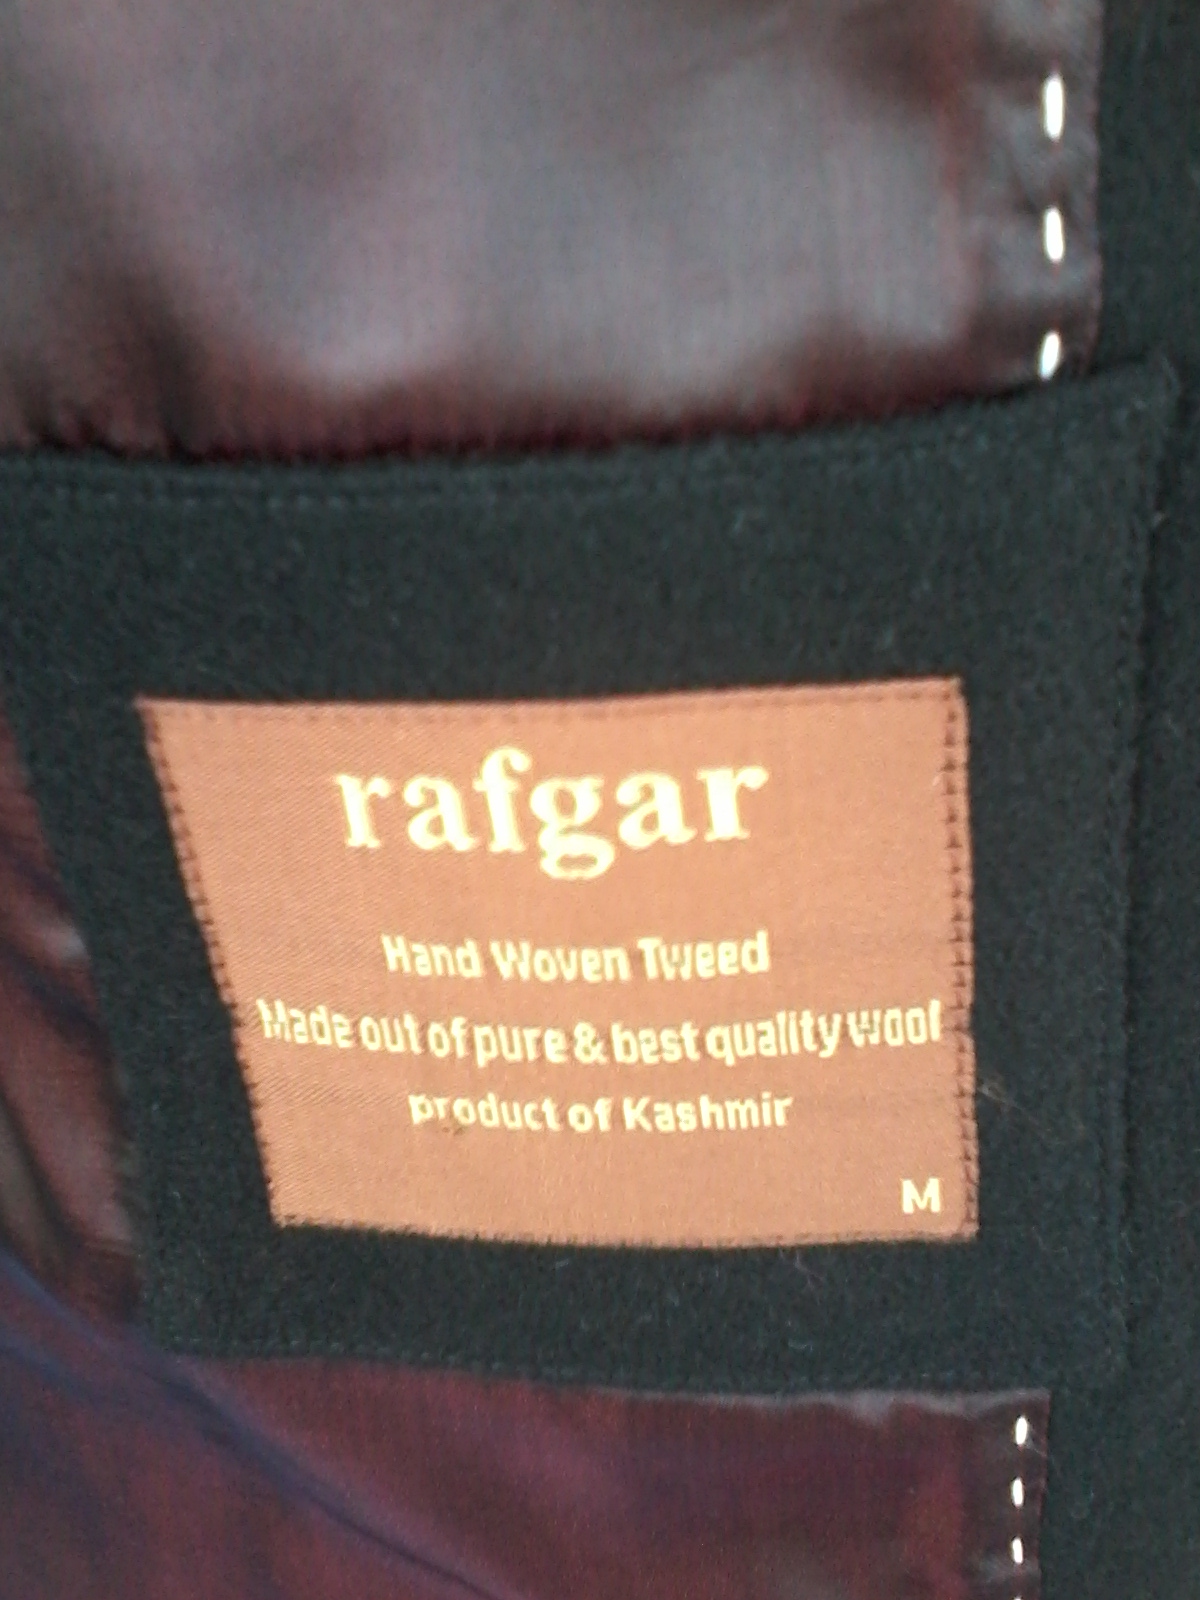 rafgar
Hand Woven Tweed
Made out of pure & best quality wool
product of Kashmir
M